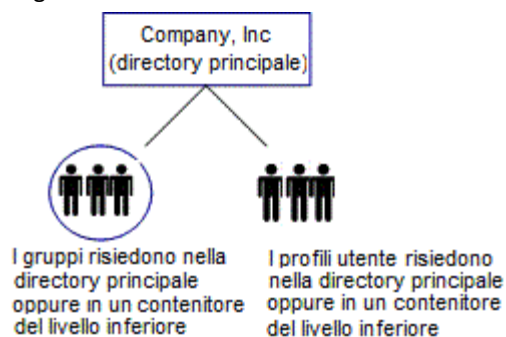 Company, Inc
(directory principale)
I gruppi risiedono nella
directory principale
oppure in un contenitore
del livello inferiore
I profili utente risiedono
nella directory principale
oppure in un contenitore
del livello inferiore